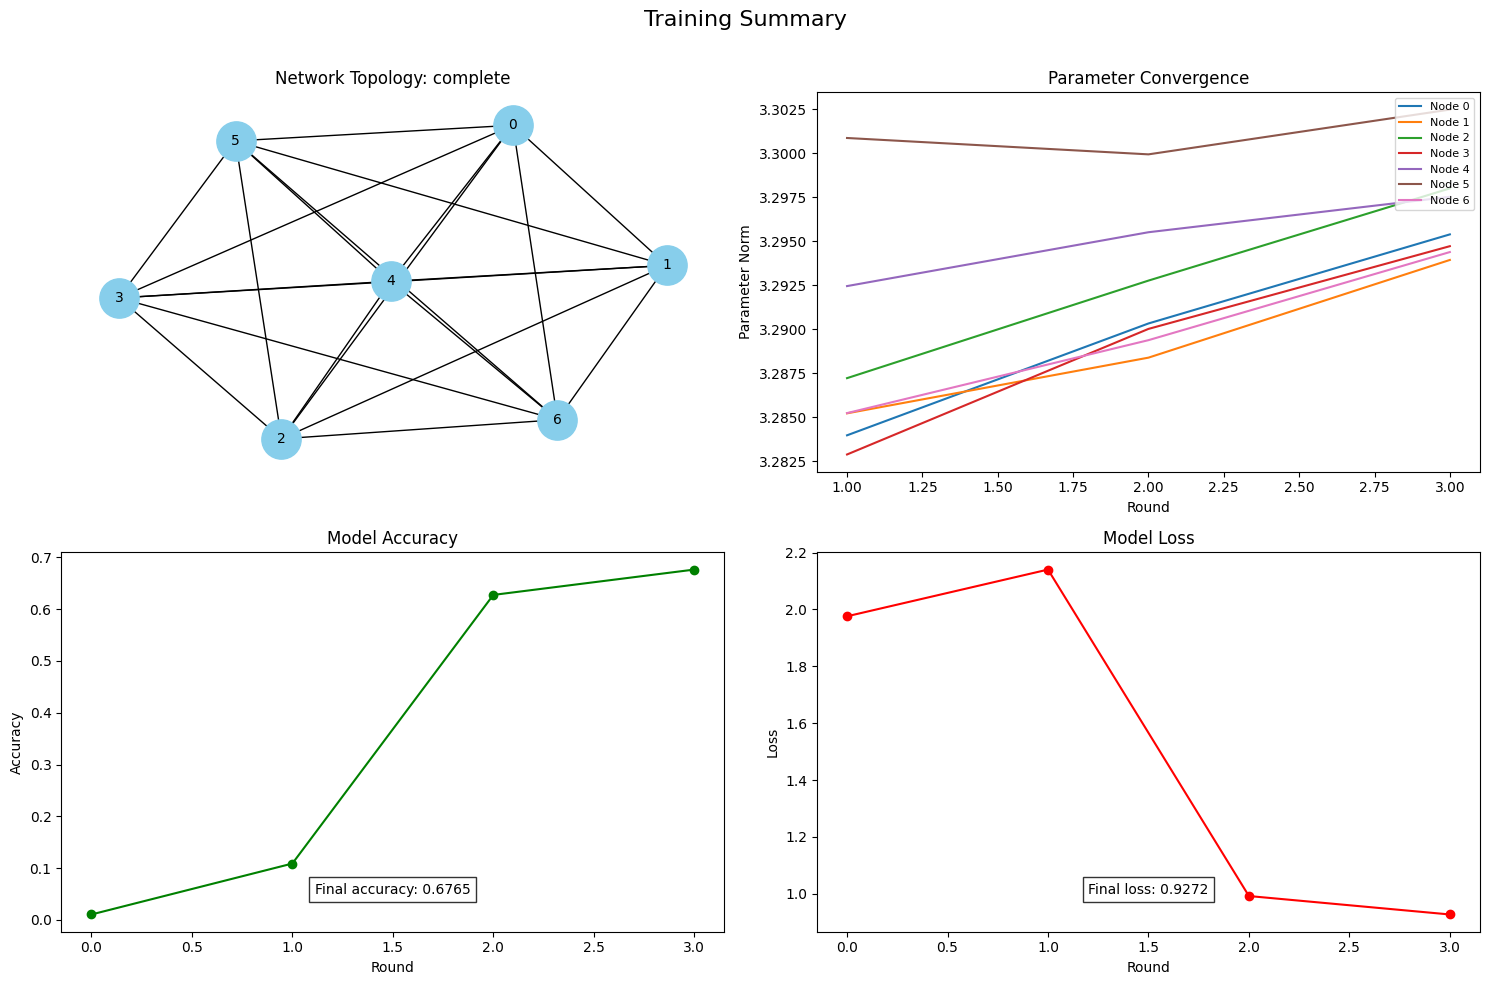 Training Summary
Network Topology: complete
0
5
1
4
3
6
2
Parameter Convergence
Parameter Norm
3.3025
3.3000
3.2975
3.2950
3.2925
3.2900
3.2875
3.2850
3.2825
Node 0
Node 1
Node 2
Node 3
Node 4
Node 5
Node 6
1.00 1.25 1.50 1.75 2.00 2.25 2.50 2.75 3.00
Round
Model Accuracy
Accuracy
0.7
0.6
0.5
0.4
0.3
0.2
0.1
0.0
Final accuracy: 0.6765
0.0 0.5 1.0 1.5 2.0 2.5 3.0
Round
Model Loss
Loss
2.2
2.0
1.8
1.6
1.4
1.2
1.0
Final loss: 0.9272
0.0 0.5 1.0 1.5 2.0 2.5 3.0
Round